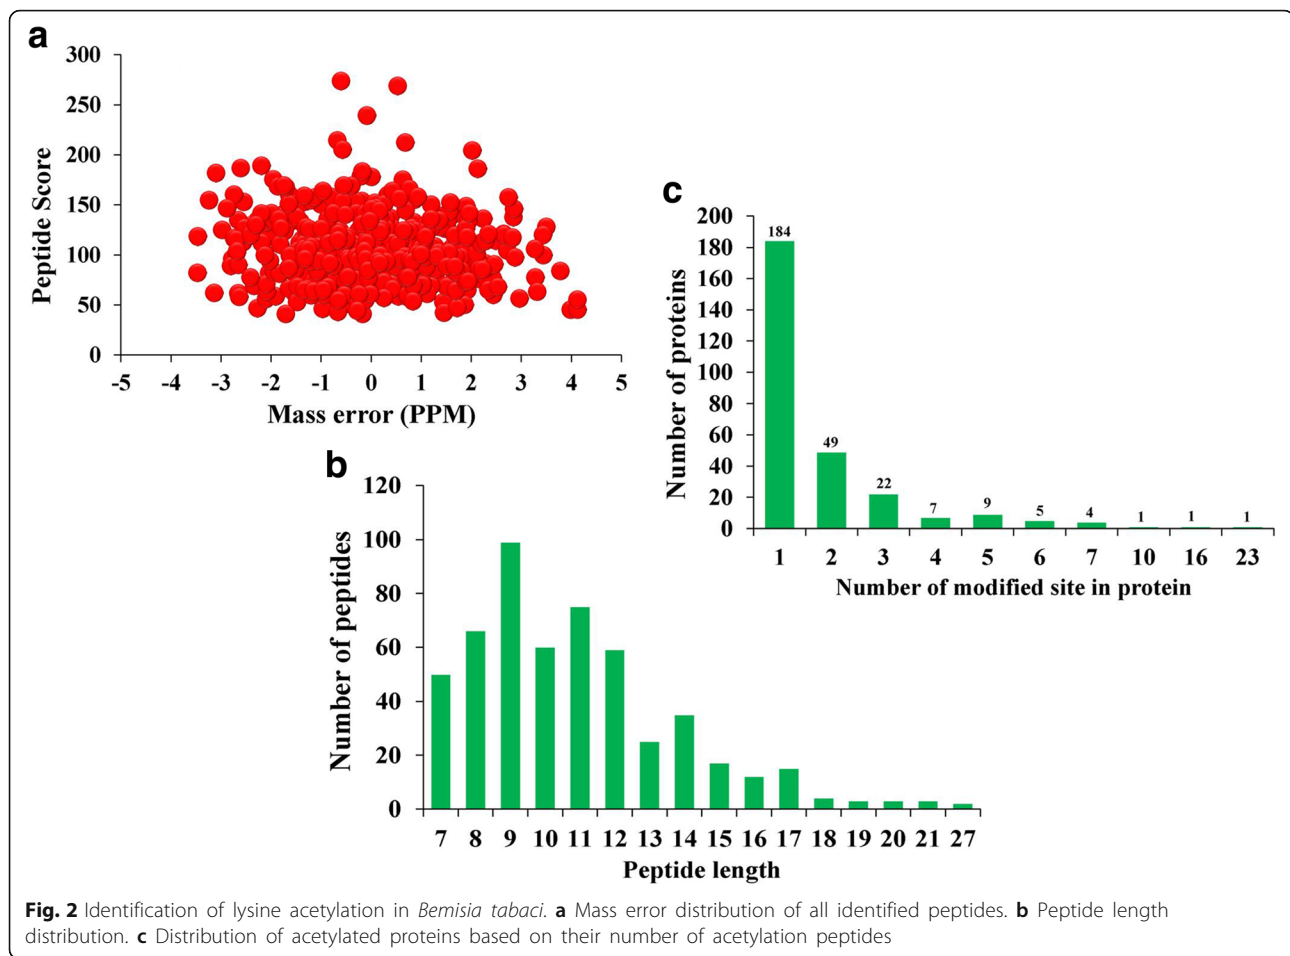 a
300
250
200
150
100
50
0
Peptide Score
-5 -4 -3 -2 -1 0 1 2 3 4 5
Mass error (PPM)
b
120
100
80
60
40
20
0
Number of peptides
7 8 9 10 11 12 13 14 15 16 17 18 19 20 21 27
Peptide length
c
200
180
160
140
120
100
80
60
40
20
0
Number of proteins
184
49
22
7
9
5
4
1
1
1
1 2 3 4 5 6 7 10 16 23
Number of modified site in protein
Fig. 2 Identification of lysine acetylation in Bemisia tabaci. a Mass error distribution of all identified peptides. b Peptide length
distribution. c Distribution of acetylated proteins based on their number of acetylation peptides